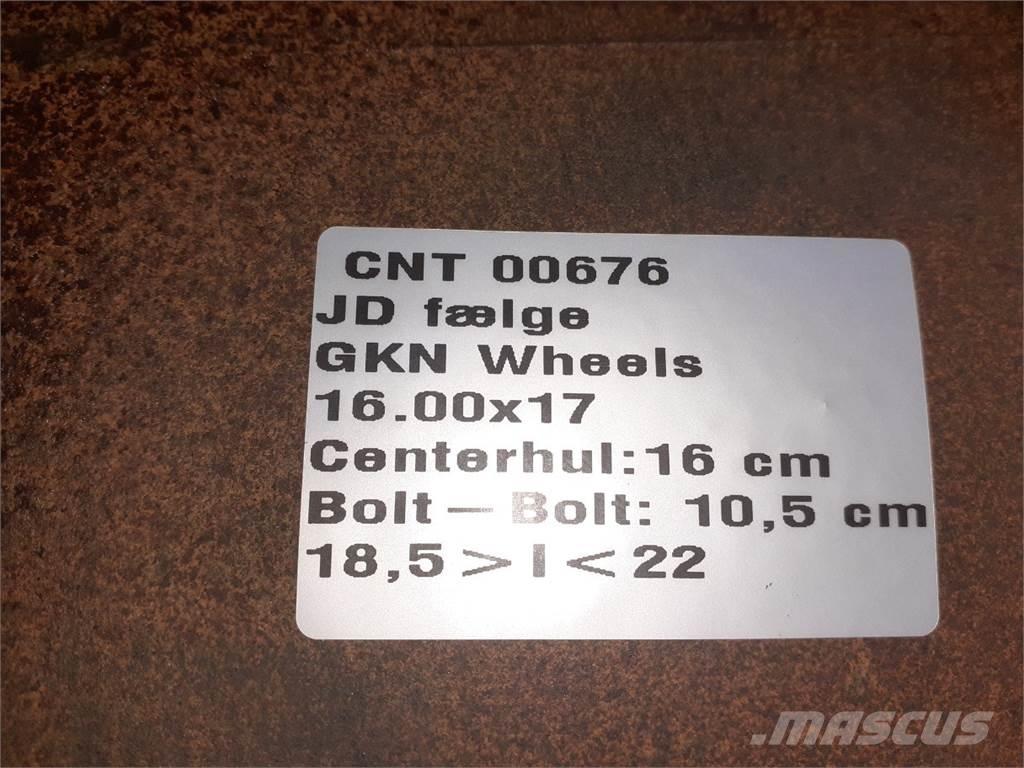 CNT 00676
JD fælge
GKN Wheels
16.00x17
Centerhul:16 cm
Bolt – Bolt: 10,5 cm
18,5 > I < 22
.MASCUS